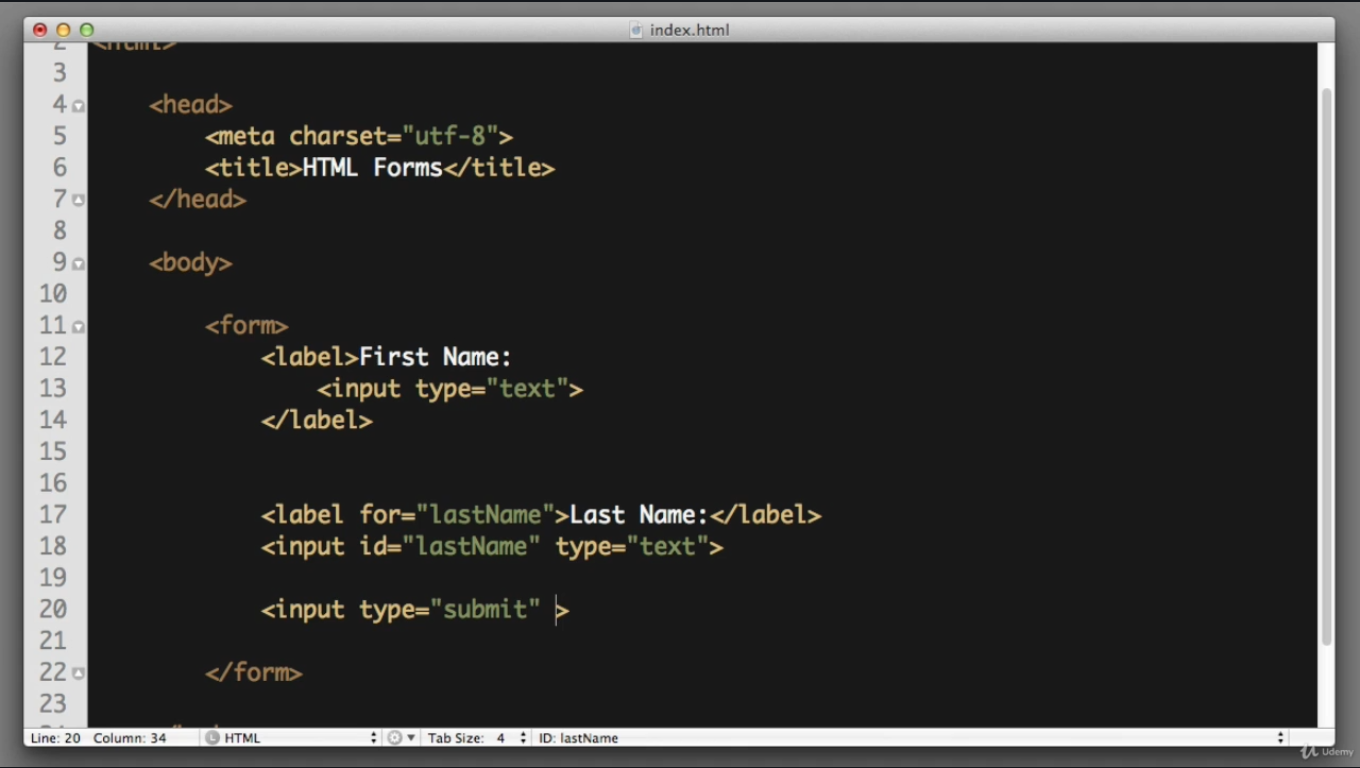 index.html
2 <html>
3
4 <head>
5 <meta charset="utf-8">
6 <title>HTML Forms</title>
7 </head>
8
9 <body>
10
11 <form>
12 <label>First Name:
13 <input type="text">
14 </label>
15
16
17 <label for="lastName">Last Name:</label>
18 <input id="lastName" type="text">
19
20 <input type="submit" >
21
22 </form>
23
Line: 20 Column: 34 L HTML Tab Size: 4 ID: lastName
Udemy